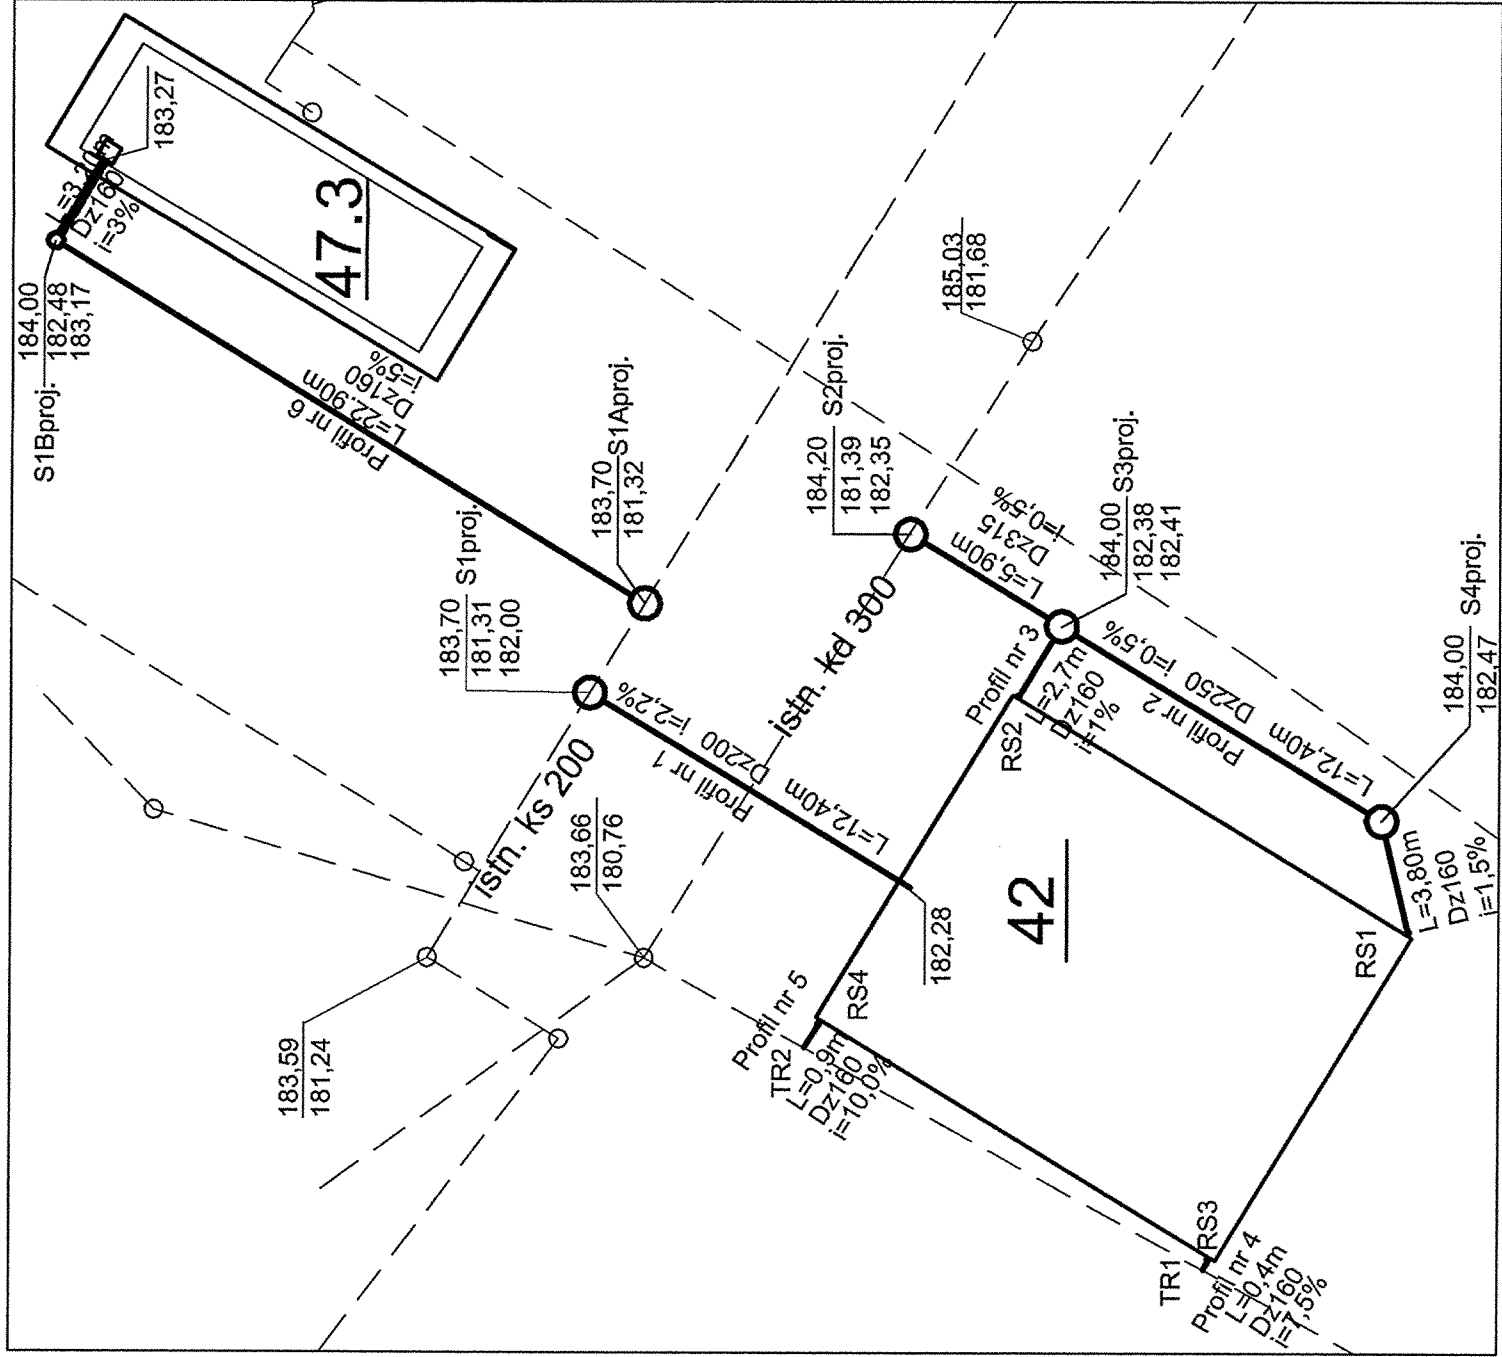 S1Bproj.
184,00
182,48
183,17
L=3,20m
Dz160
i=3%
183,27
47.3
Profil nr 6
L=22,90m
Dz160
i=5%
S1Aproj.
183,70
181,32
S1proj.
183,70
181,31
182,00
S2proj.
184,20
181,39
182,35
185,03
181,68
istn. ks 200
istn. kd 300
183,66
180,76
183,59
181,24
Profil nr 1
L=12,40m Dz200 i=2,2%
182,28
L=5,90m
Dz315
i=0,5%
S3proj.
184,00
182,38
182,41
Profil nr 3
L=2,7m
Dz160
i=1%
RS2
Profil nr 2
L=12,40m Dz250 i=0,5%
S4proj.
184,00
182,47
L=3,80m
Dz160
i=1,5%
RS1
42
RS4
Profil nr 5
TR2
L=0,9m
Dz160
i=10,0%
RS3
TR1
Profil nr 4
L=0,4m
Dz160
i=7,5%